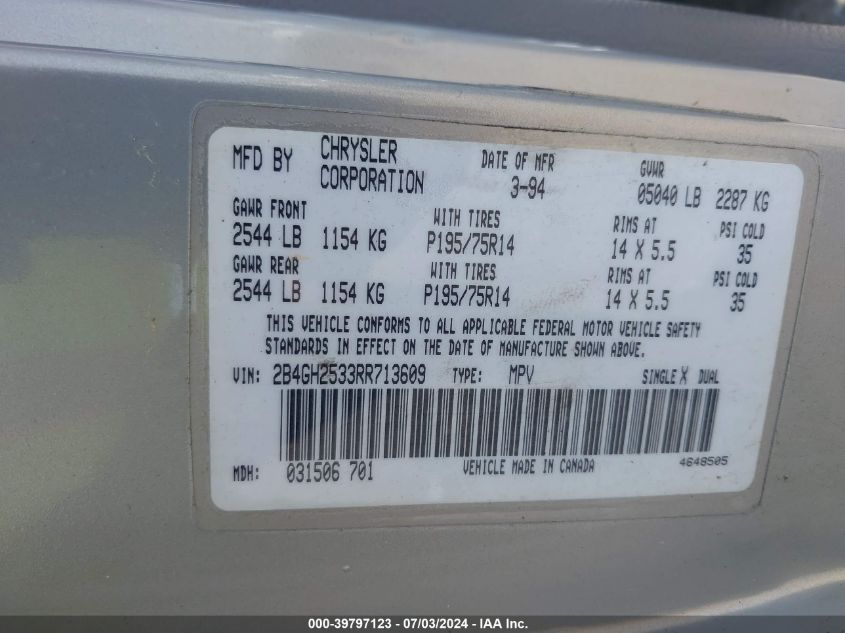 MFD BY CHRYSLER CORPORATION DATE OF MFR 3-94 GVWR 05040 LB 2287 KG
GAWR FRONT WITH TIRES RIMS AT PSI COLD
2544 LB 1154 KG P195/75R14 14 X 5.5 35
GAWR REAR WITH TIRES RIMS AT PSI COLD
2544 LB 1154 KG P195/75R14 14 X 5.5 35
THIS VEHICLE CONFORMS TO ALL APPLICABLE FEDERAL MOTOR VEHICLE SAFETY
STANDARDS IN EFFECT ON THE DATE OF MANUFACTURE SHOWN ABOVE.
VIN: 2B4GH2533RR713609 TYPE: MPV SINGLE X DUAL
MDH: 031506 701 VEHICLE MADE IN CANADA 4648505
000-39797123 - 07/03/2024 - IAA Inc.